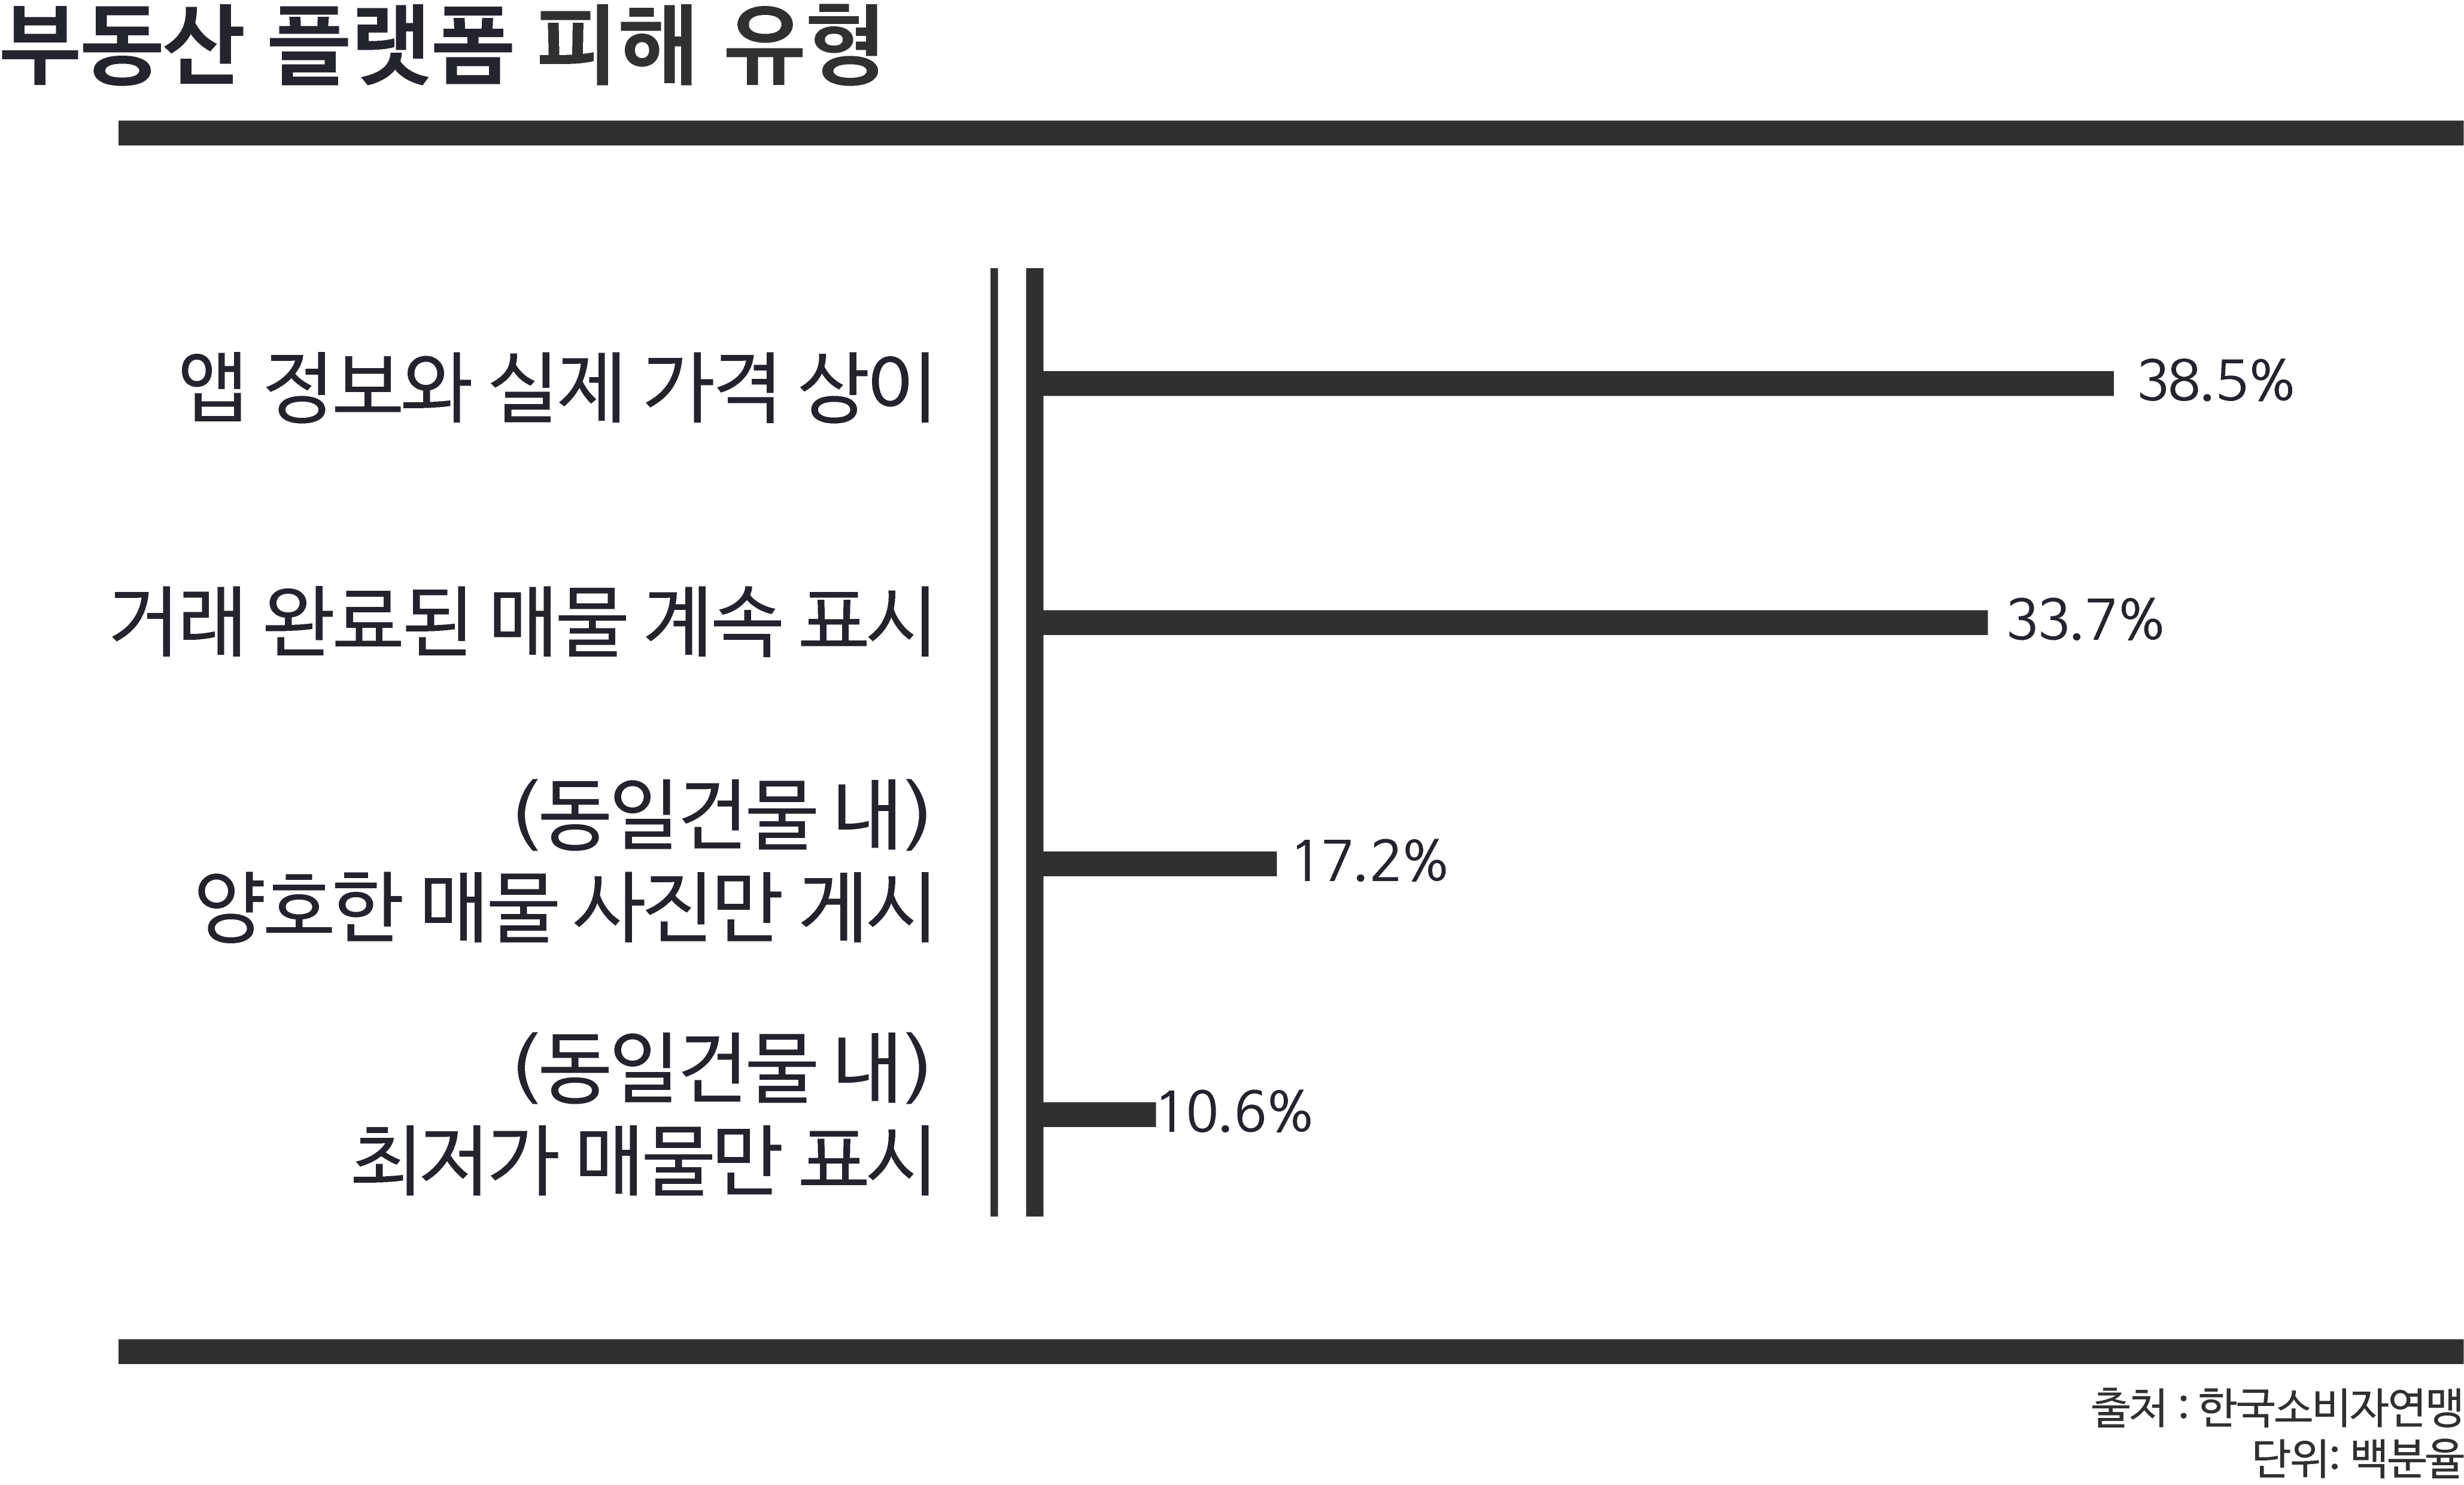 부동산 플랫폼 피해 유형
앱 정보와 실제 가격 상이
38.5%
거래 완료된 매물 계속 표시
33.7%
(동일건물 내)
양호한 매물 사진만 게시
17.2%
(동일건물 내)
최저가 매물만 표시
10.6%
출처 : 한국소비자연맹
단위: 백분율